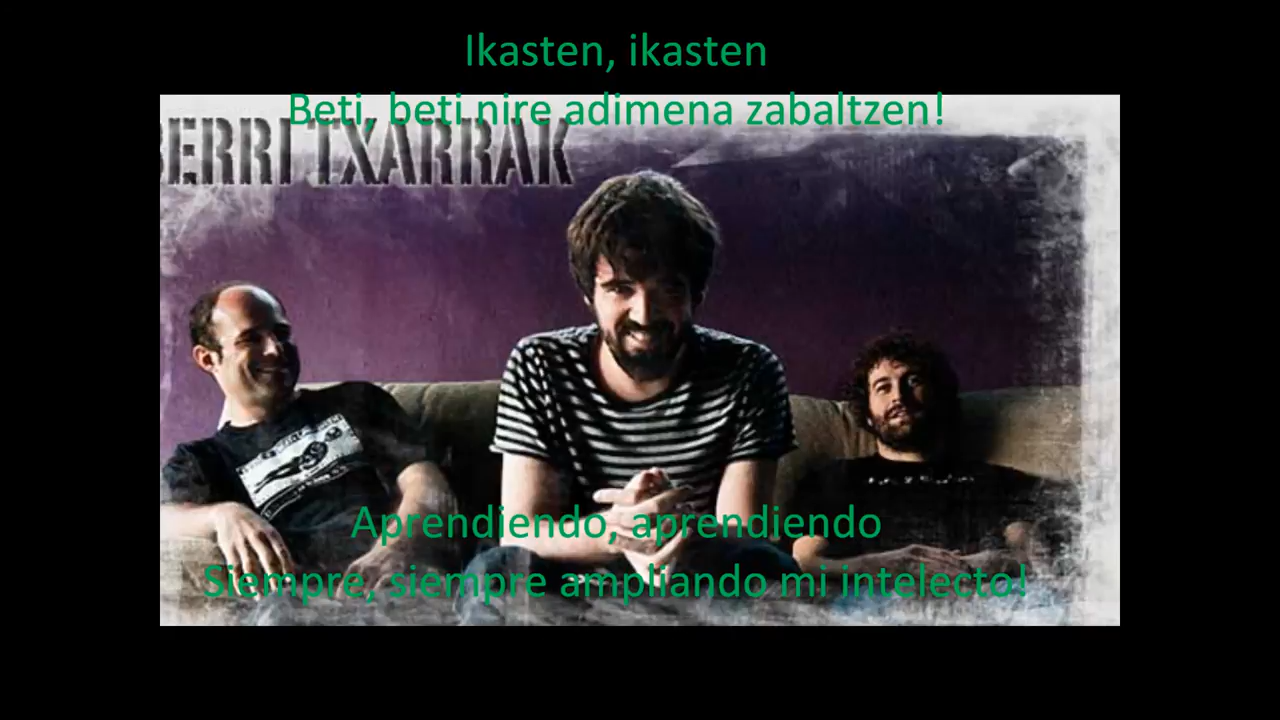 Ikasten, ikasten
Beti, beti nire adimena zabaltzen!
BERRI TXARRAK
Aprendiendo, aprendiendo
Siempre, siempre ampliando mi intelecto!